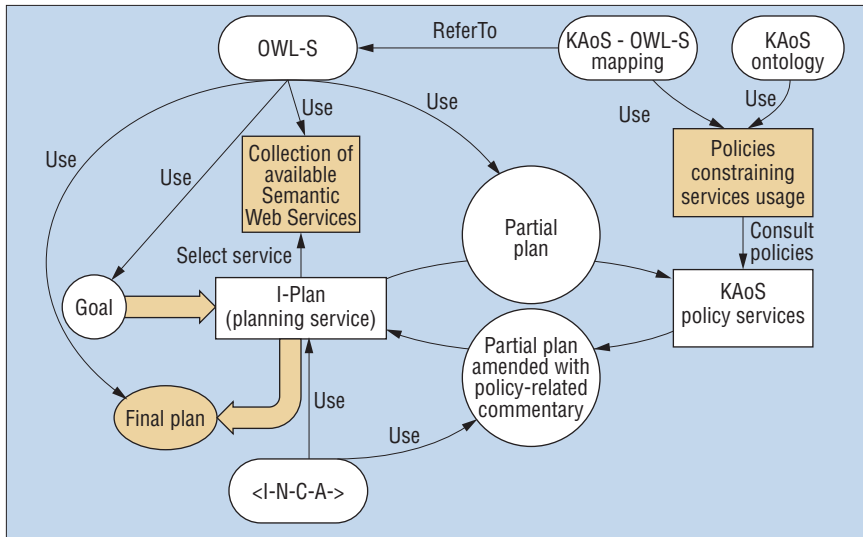 OWL-S
ReferTo
KAoS - OWL-S
mapping
KAoS
ontology
Use
Use
Use
Use
Use
Use
Collection of
available
Semantic
Web Services
Policies
constraining
services usage
Partial
plan
Select service
Consult
policies
Goal
I-Plan
(planning service)
KAoS
policy services
Partial plan
amended with
policy-related
commentary
Final plan
Use
Use
<I-N-C-A->